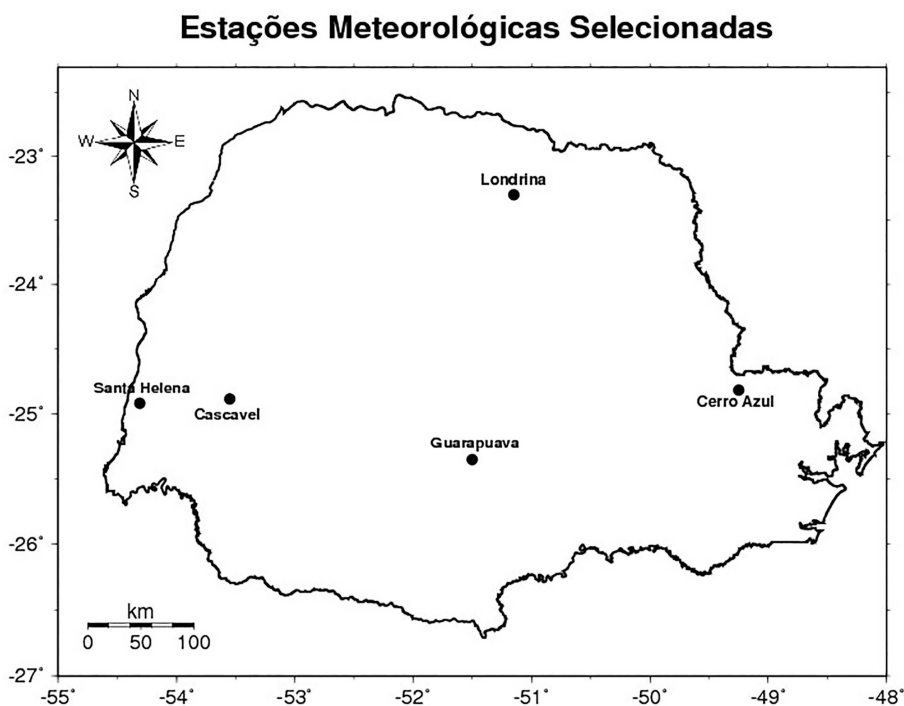 Estações Meteorológicas Selecionadas
N
W E
S
-23˚
Londrina
-24˚
Santa Helena
-25˚
Cascavel
Cerro Azul
Guarapuava
-26˚
km
0 50 100
-27˚
-55˚ -54˚ -53˚ -52˚ -51˚ -50˚ -49˚ -48˚